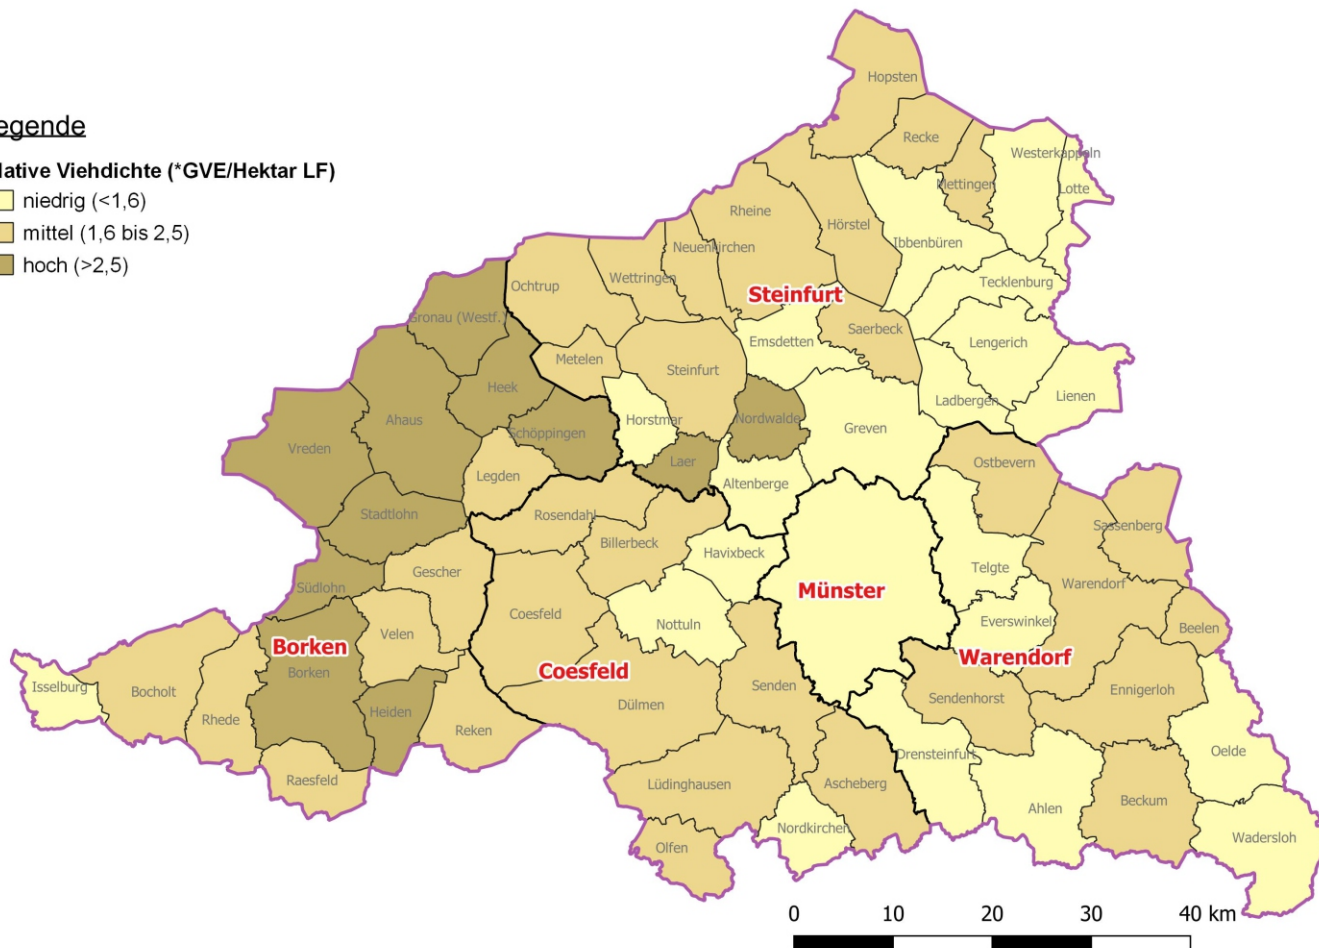 egende
lative Viehdichte (*GVE/Hektar LF)
niedrig (<1,6)
mittel (1,6 bis 2,5)
hoch (>2,5)
Hopsten
Recke
Westerkappeln
Mettingen
Lotte
Rheine
Hörstel
Neuenkirchen
Ibbenbüren
Wettringen
Ochtrup
Tecklenburg
Steinfurt
Gronau (Westf.)
Saerbeck
Emsdetten
Lengerich
Metelen
Steinfurt
Heek
Ladbergen
Lienen
Ahaus
Horstmar
Nordwalde
Greven
Schöppingen
Vreden
Laer
Ostbevern
Legden
Altenberge
Stadtlohn
Rosendahl
Sassenberg
Billerbeck
Havixbeck
Gescher
Telgte
Warendorf
Südlohn
Münster
Coesfeld
Nottuln
Everswinkel
Beelen
Velen
Borken
Warendorf
Coesfeld
Borken
Isselburg
Bocholt
Senden
Ennigerloh
Sendenhorst
Dülmen
Heiden
Rhede
Reken
Drensteinfurt
Oelde
Raesfeld
Lüdinghausen
Ascheberg
Ahlen
Beckum
Nordkirchen
Wadersloh
Olfen
0 10 20 30 40 km